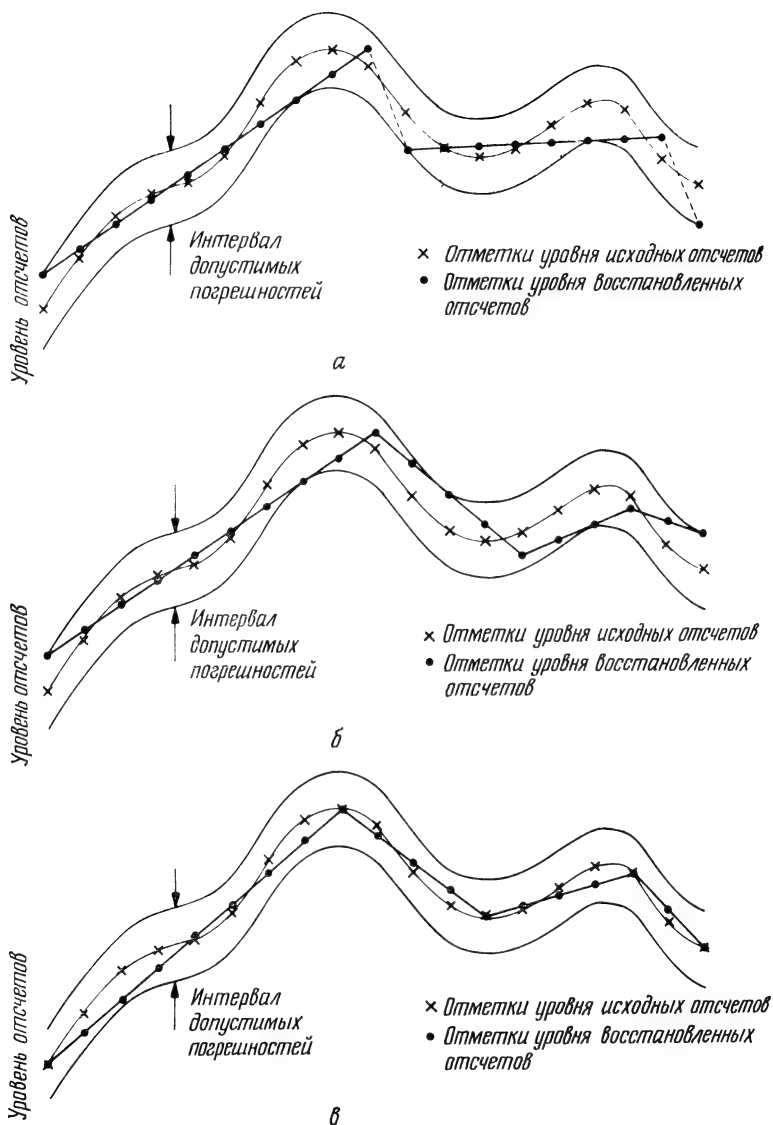 Уровень отсчетов
Интервал
допустимых
погрешностей
× Отметки уровня исходных отсчетов
• Отметки уровня восстановленных
отсчетов
а
Уровень отсчетов
Интервал
допустимых
погрешностей
× Отметки уровня исходных отсчетов
• Отметки уровня восстановленных
отсчетов
б
Уровень отсчетов
Интервал
допустимых
погрешностей
× Отметки уровня исходных отсчетов
• Отметки уровня восстановленных
отсчетов
в